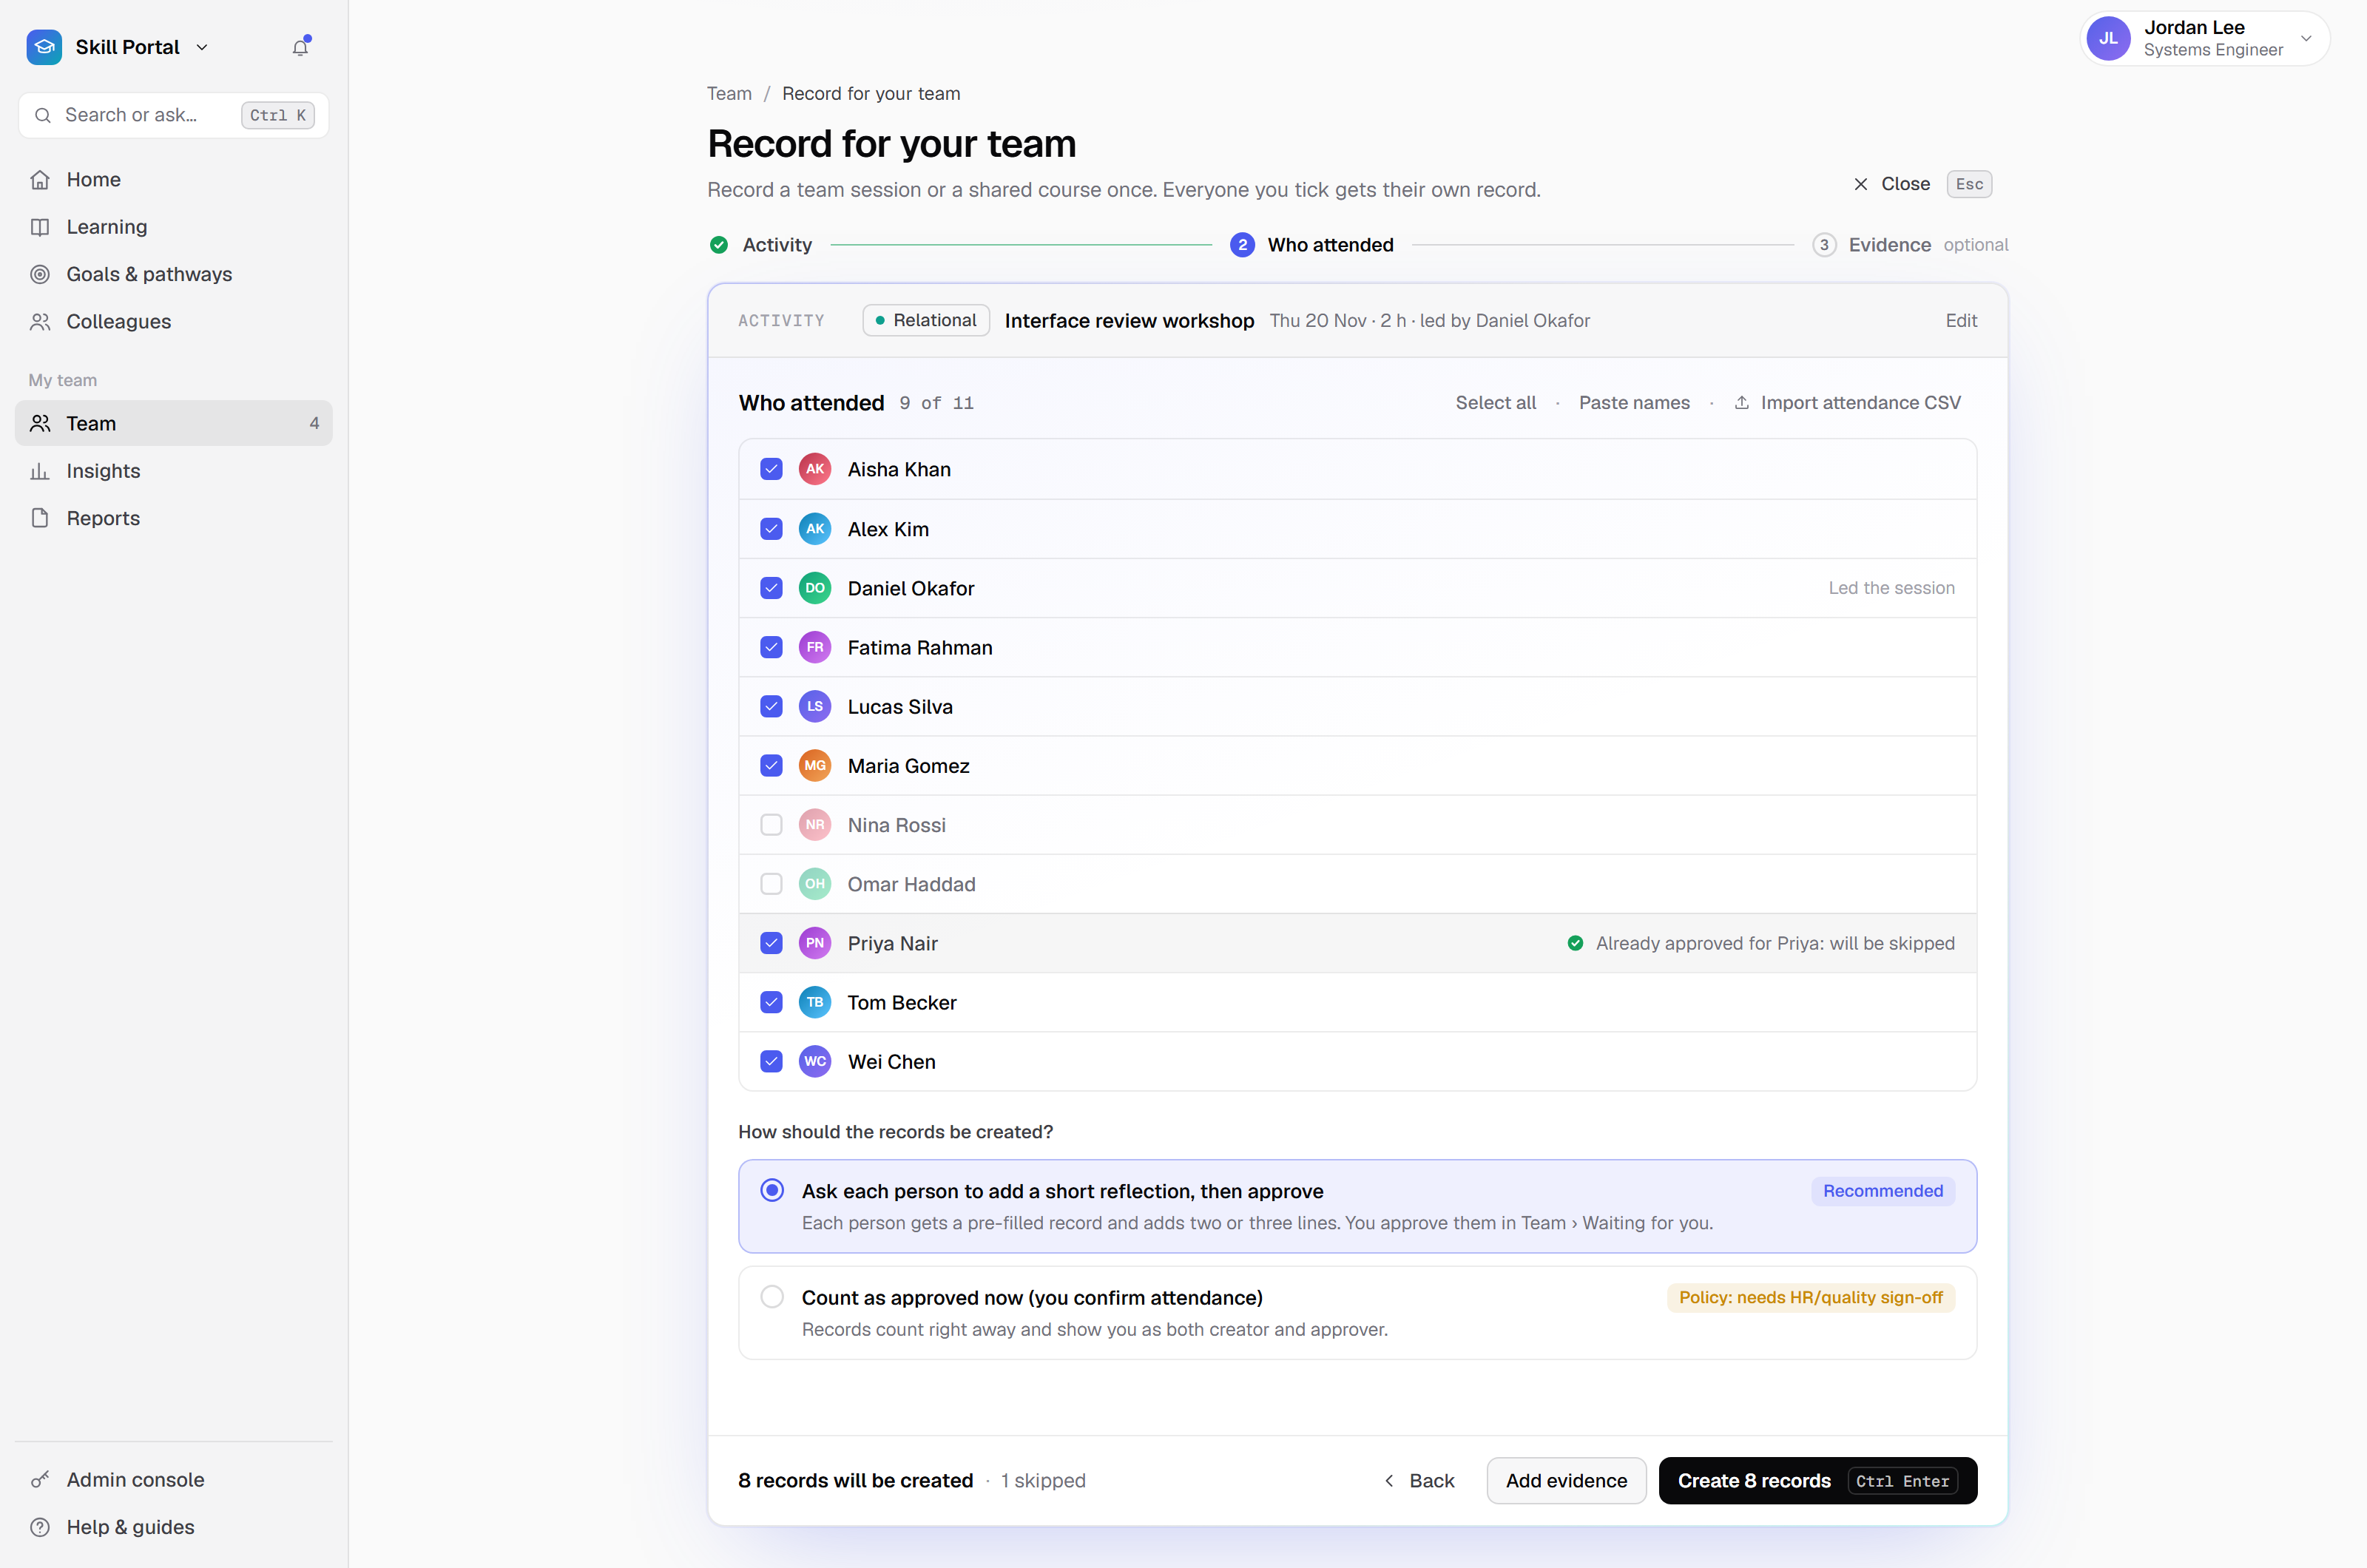 Skill Portal
Search or ask... Ctrl K
Home
Learning
Goals & pathways
Colleagues
My team
Team 4
Insights
Reports
Admin console
Help & guides
JL Jordan Lee
Systems Engineer
Team / Record for your team
Record for your team
Record a team session or a shared course once. Everyone you tick gets their own record.
Close Esc
Activity 2 Who attended 3 Evidence optional
ACTIVITY Relational Interface review workshop Thu 20 Nov · 2 h · led by Daniel Okafor Edit
Who attended 9 of 11 Select all · Paste names · Import attendance CSV
AK Aisha Khan
AK Alex Kim
DO Daniel Okafor Led the session
FR Fatima Rahman
LS Lucas Silva
MG Maria Gomez
NR Nina Rossi
OH Omar Haddad
PN Priya Nair Already approved for Priya: will be skipped
TB Tom Becker
WC Wei Chen
How should the records be created?
Ask each person to add a short reflection, then approve Recommended
Each person gets a pre-filled record and adds two or three lines. You approve them in Team › Waiting for you.
Count as approved now (you confirm attendance) Policy: needs HR/quality sign-off
Records count right away and show you as both creator and approver.
8 records will be created · 1 skipped Back Add evidence Create 8 records Ctrl Enter